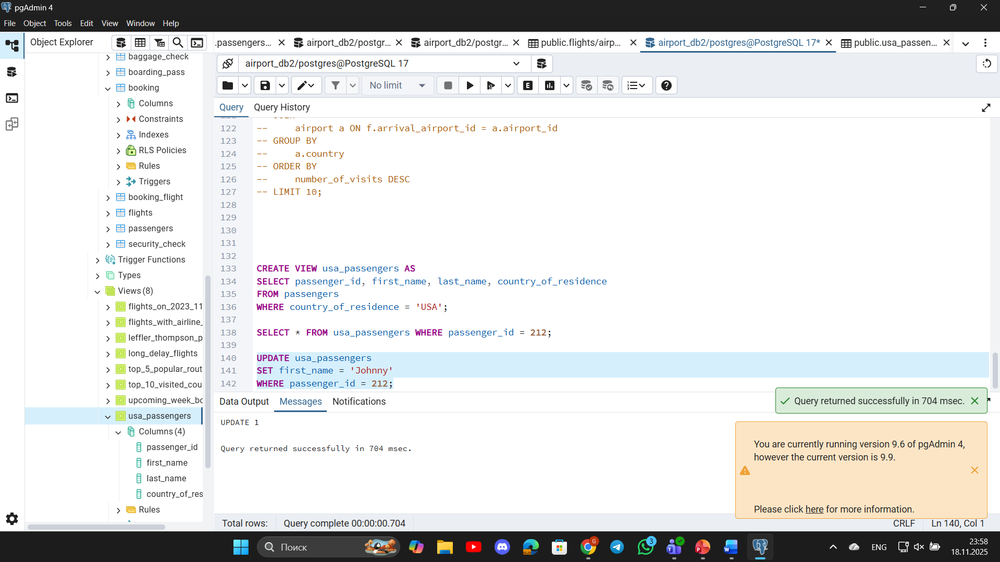 pgAdmin 4
File Object Tools Edit View Window Help
Object Explorer
.passengers...
airport_db2/postgr...
airport_db2/postgr...
public.flights/airp...
airport_db2/postgres@PostgreSQL 17*
public.usa_passen...
baggage_check
boarding_pass
booking
Columns
Constraints
Indexes
RLS Policies
Rules
Triggers
booking_flight
flights
passengers
security_check
Trigger Functions
Types
Views (8)
flights_on_2023_11
flights_with_airline_
leffler_thompson_p
long_delay_flights
top_5_popular_rout
top_10_visited_cou
upcoming_week_bo
usa_passengers
Columns (4)
passenger_id
first_name
last_name
country_of_res
Rules
airport_db2/postgres@PostgreSQL 17
No limit
E
Query Query History
122 -- airport a ON f.arrival_airport_id = a.airport_id
123 -- GROUP BY
124 -- a.country
125 -- ORDER BY
126 -- number_of_visits DESC
127 -- LIMIT 10;
128
129
130
131
132
133 CREATE VIEW usa_passengers AS
134 SELECT passenger_id, first_name, last_name, country_of_residence
135 FROM passengers
136 WHERE country_of_residence = 'USA';
137
138 SELECT * FROM usa_passengers WHERE passenger_id = 212;
139
140 UPDATE usa_passengers
141 SET first_name = 'Johnny'
142 WHERE passenger_id = 212;
Data Output Messages Notifications
Query returned successfully in 704 msec.
UPDATE 1
Query returned successfully in 704 msec.
You are currently running version 9.6 of pgAdmin 4,
however the current version is 9.9.
Please click here for more information.
Total rows: Query complete 00:00:00.704
CRLF Ln 140, Col 1
Поиск
G
3
T
P
W
ENG
23:58
18.11.2025